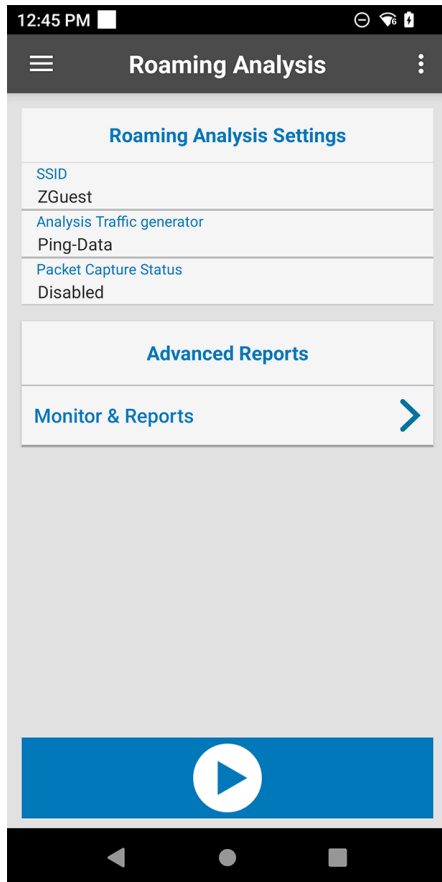 12:45 PM
6
Roaming Analysis
Roaming Analysis Settings
SSID
ZGuest
Analysis Traffic generator
Ping-Data
Packet Capture Status
Disabled
Advanced Reports
Monitor & Reports